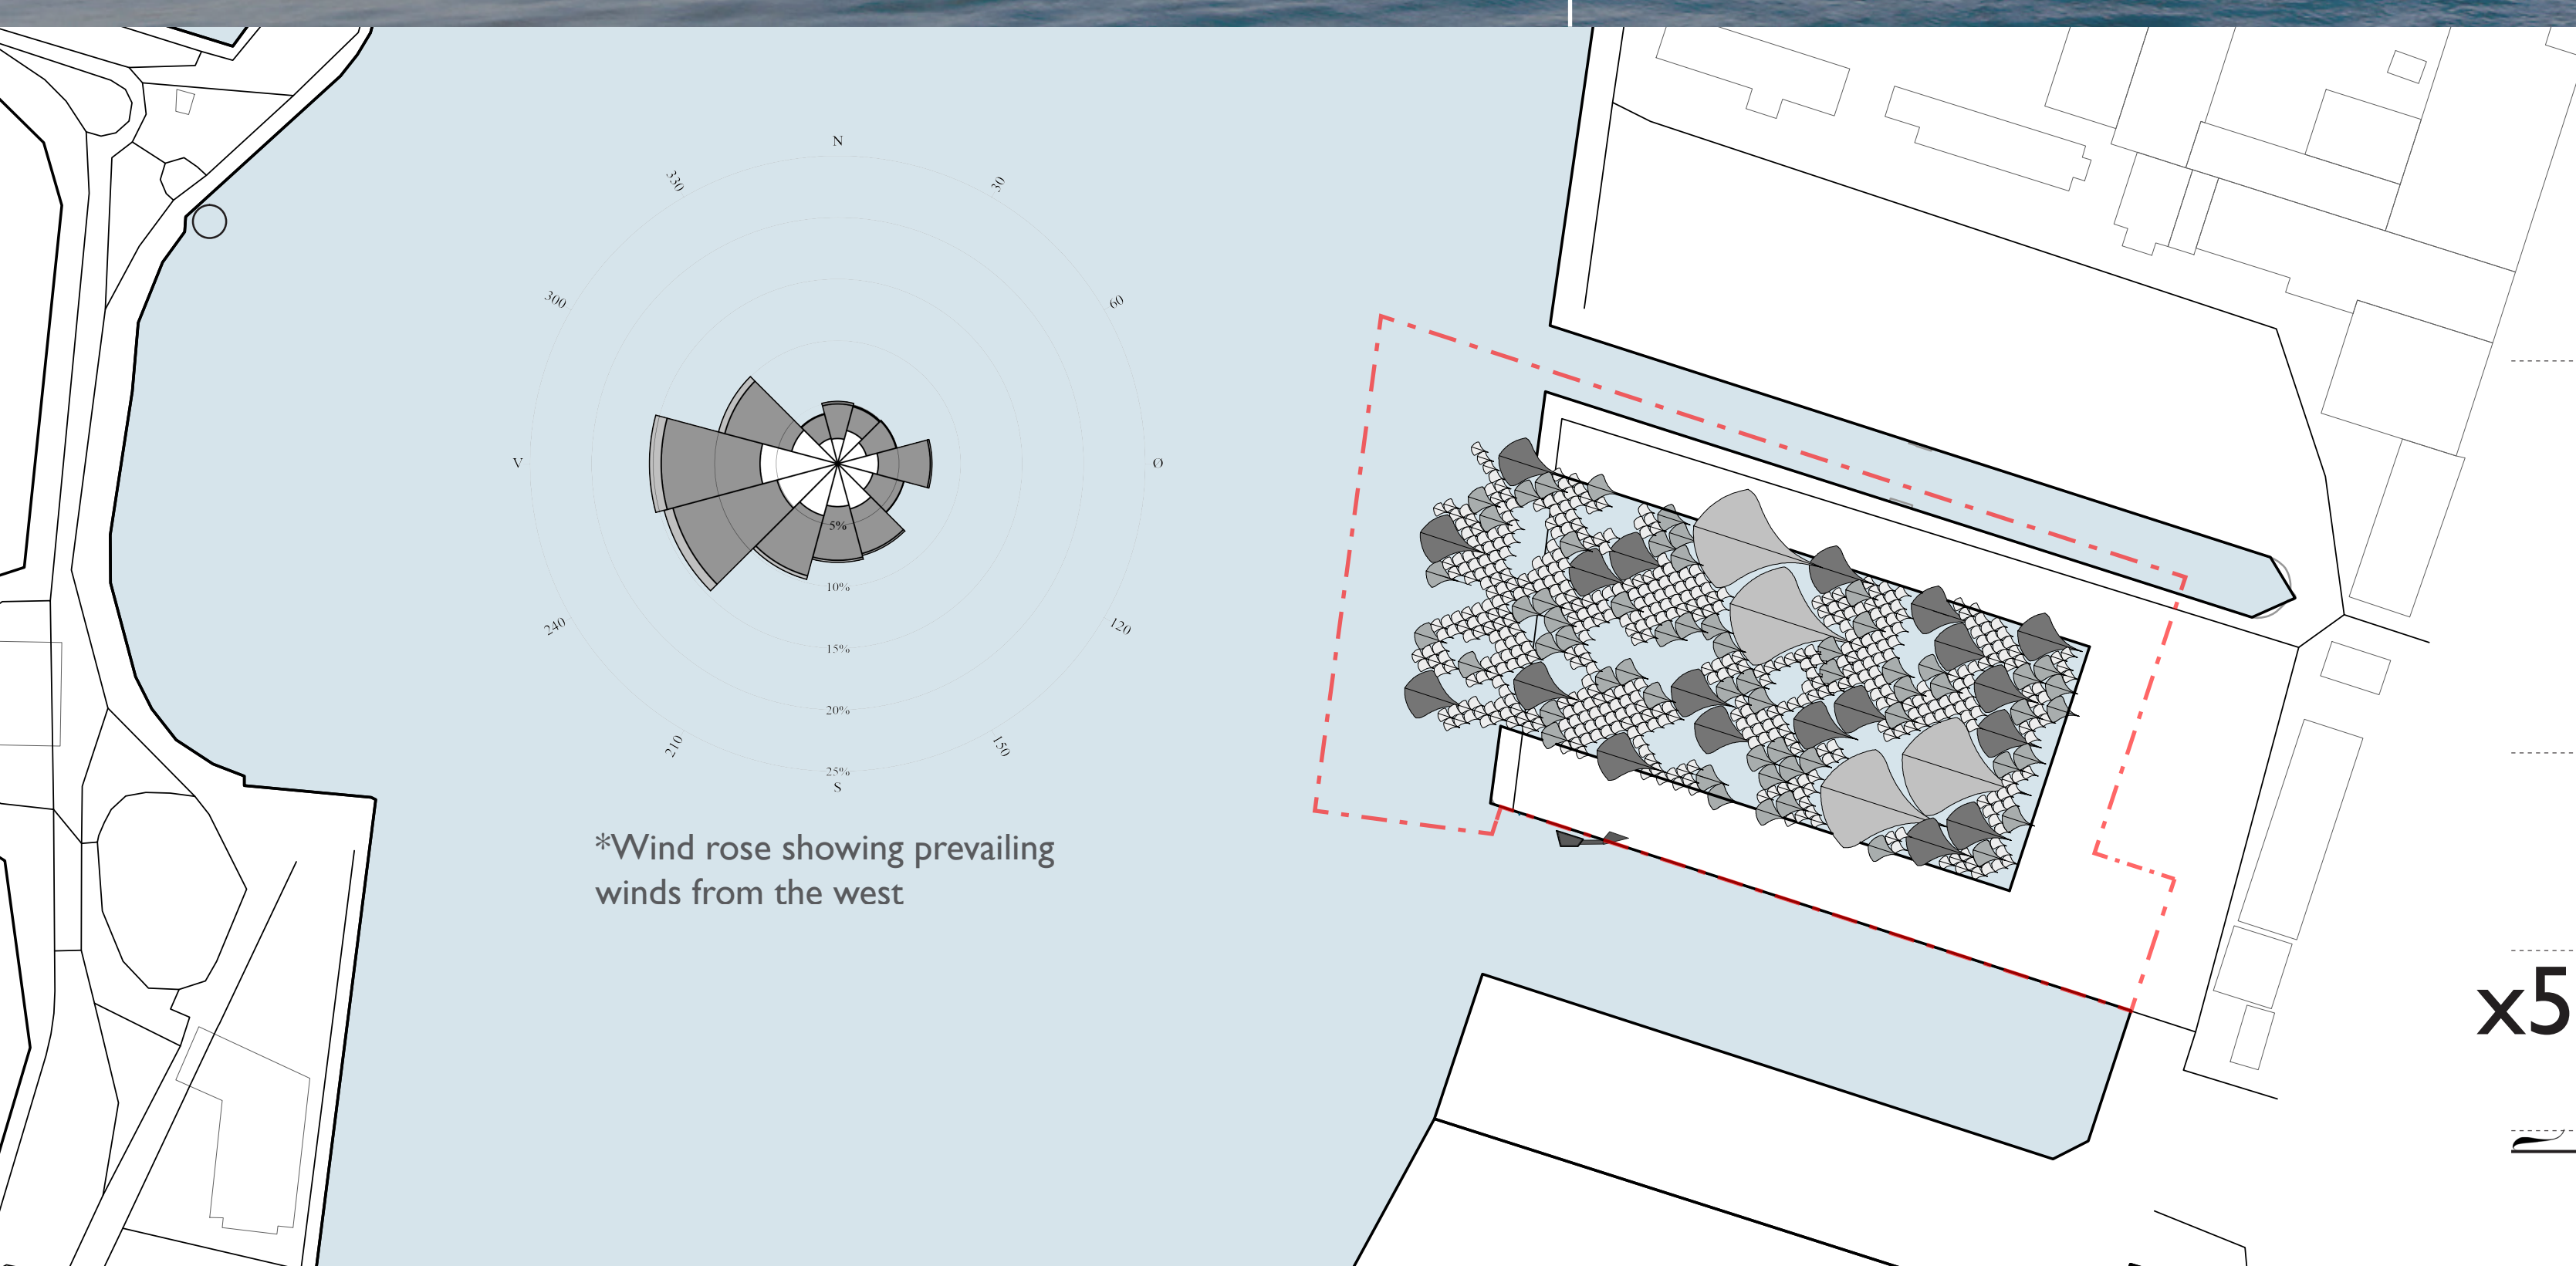 N
330
30
300
60
V
Ø
5%
10%
240
120
15%
20%
210
150
25%
S
*Wind rose showing prevailing
winds from the west
x5